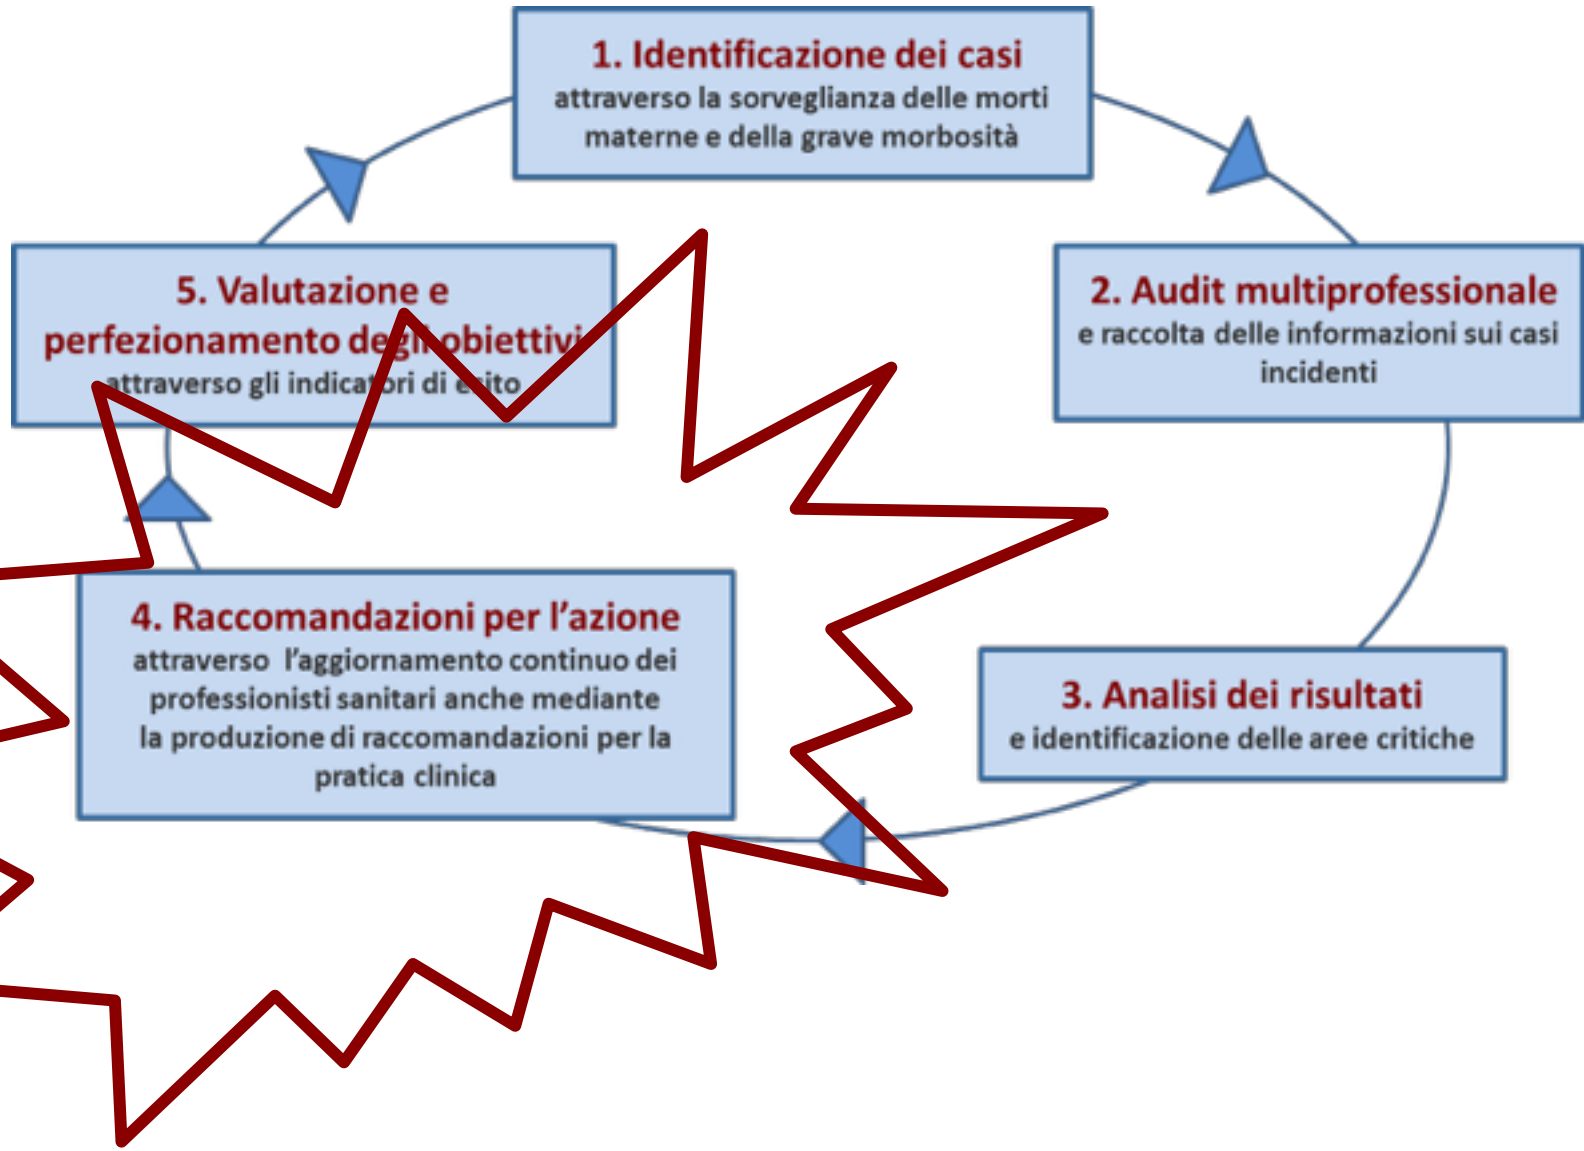 1. Identificazione dei casi
attraverso la sorveglianza delle morti
materne e della grave morbosità
2. Audit multiprofessionale
e raccolta delle informazioni sui casi
incidenti
3. Analisi dei risultati
e identificazione delle aree critiche
4. Raccomandazioni per l’azione
attraverso l’aggiornamento continuo dei
professionisti sanitari anche mediante
la produzione di raccomandazioni per la
pratica clinica
5. Valutazione e
perfezionamento degli obiettivi
attraverso gli indicatori di esito